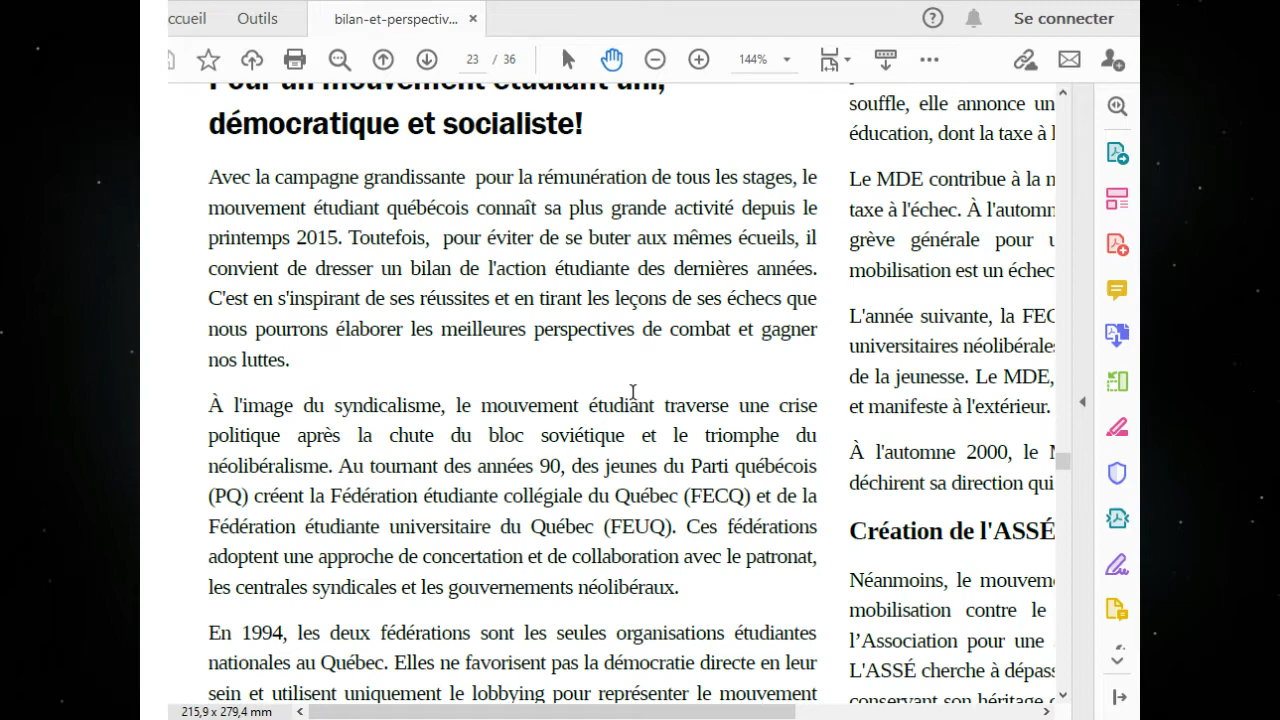 ccueil
Outils
bilan-et-perspectiv... ×
Se connecter
23 / 36
144%
Pour un mouvement étudiant uni,
démocratique et socialiste!
Avec la campagne grandissante pour la rémunération de tous les stages, le
mouvement étudiant québécois connaît sa plus grande activité depuis le
printemps 2015. Toutefois, pour éviter de se buter aux mêmes écueils, il
convient de dresser un bilan de l'action étudiante des dernières années.
C'est en s'inspirant de ses réussites et en tirant les leçons de ses échecs que
nous pourrons élaborer les meilleures perspectives de combat et gagner
nos luttes.
À l'image du syndicalisme, le mouvement étudiant traverse une crise
politique après la chute du bloc soviétique et le triomphe du
néolibéralisme. Au tournant des années 90, des jeunes du Parti québécois
(PQ) créent la Fédération étudiante collégiale du Québec (FECQ) et de la
Fédération étudiante universitaire du Québec (FEUQ). Ces fédérations
adoptent une approche de concertation et de collaboration avec le patronat,
les centrales syndicales et les gouvernements néolibéraux.
En 1994, les deux fédérations sont les seules organisations étudiantes
nationales au Québec. Elles ne favorisent pas la démocratie directe en leur
sein et utilisent uniquement le lobbying pour représenter le mouvement
souffle, elle annonce un
éducation, dont la taxe à l
Le MDE contribue à la m
taxe à l'échec. À l'automn
grève générale pour u
mobilisation est un échec
L'année suivante, la FEC
universitaires néolibérales
de la jeunesse. Le MDE,
et manifeste à l'extérieur.
À l'automne 2000, le M
déchirent sa direction qui
Création de l'ASSÉ
Néanmoins, le mouveme
mobilisation contre le
l’Association pour une
L'ASSÉ cherche à dépass
conservant son héritage
215,9 x 279,4 mm